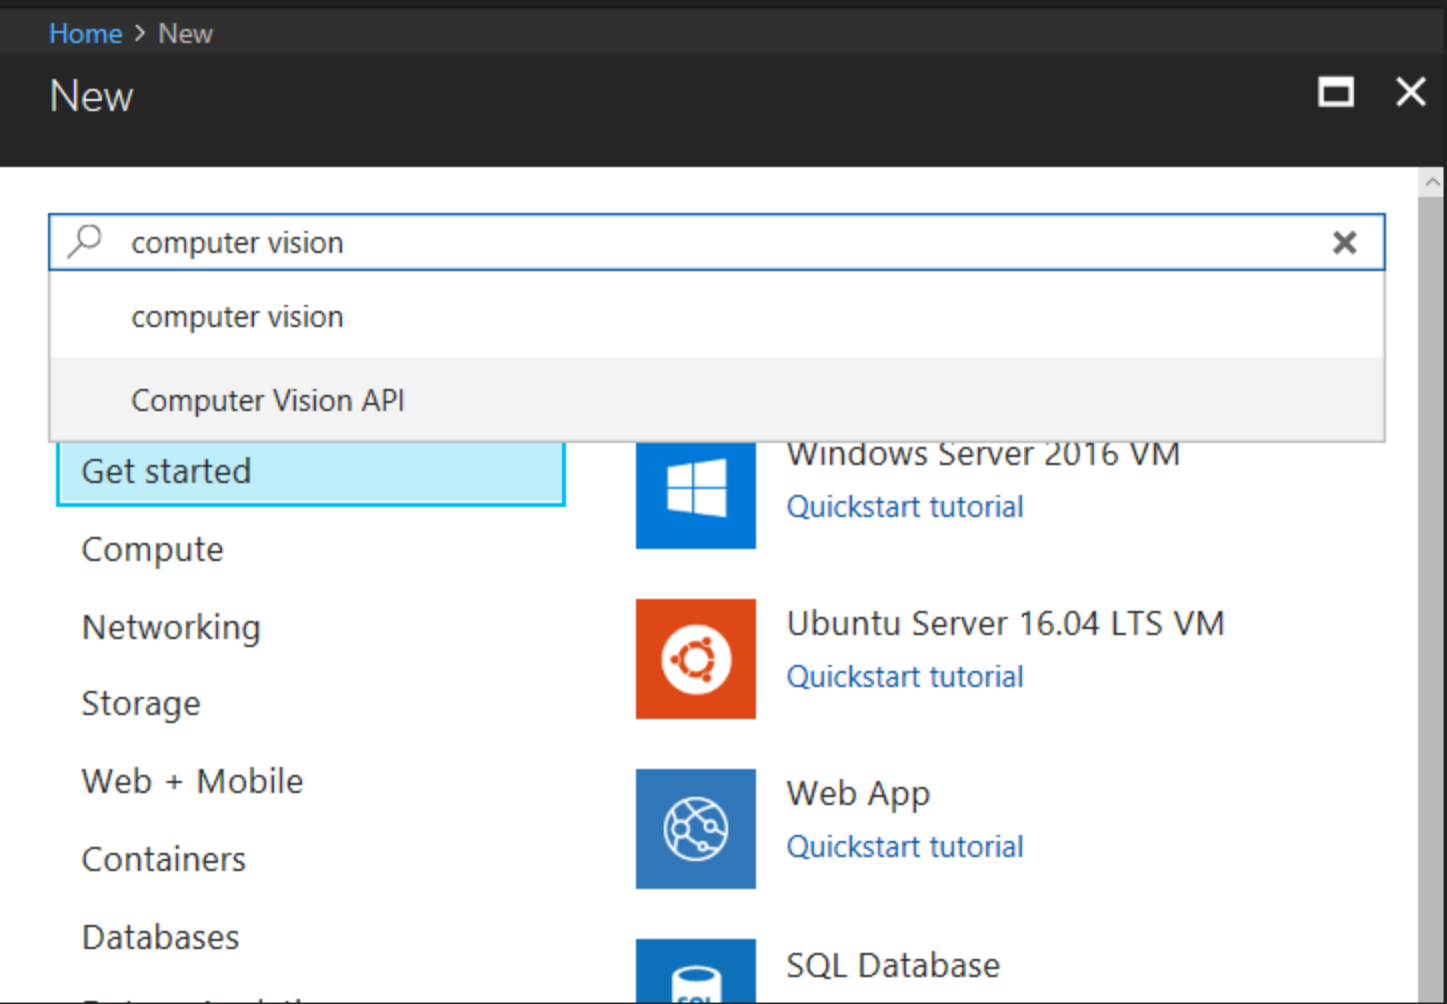 Home > New
New
computer vision
computer vision
Computer Vision API
Get started
Compute
Networking
Storage
Web + Mobile
Containers
Databases
Windows Server 2016 VM
Quickstart tutorial
Ubuntu Server 16.04 LTS VM
Quickstart tutorial
Web App
Quickstart tutorial
SQL Database
SQL